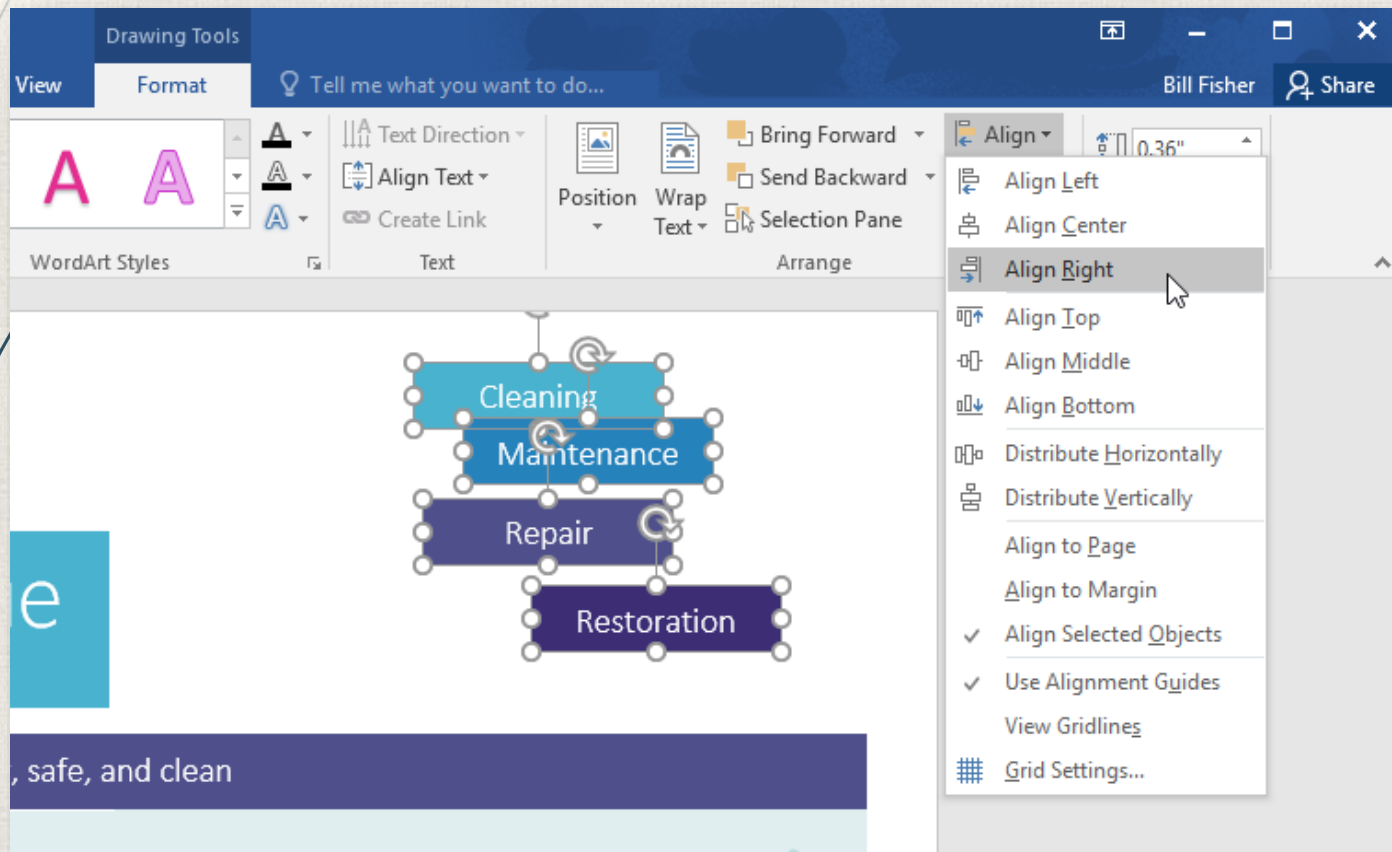 Drawing Tools
View Format Tell me what you want to do... Bill Fisher Share
A A A Text Direction Bring Forward Align 0.36"
A Align Text Position Wrap Text Send Backward
A Create Link Selection Pane
WordArt Styles Text Arrange
Align Left
Align Center
Align Right
Align Top
Align Middle
Align Bottom
Distribute Horizontally
Distribute Vertically
Align to Page
Align to Margin
Align Selected Objects
Use Alignment Guides
View Gridlines
Grid Settings...
Cleaning
Maintenance
Repair
Restoration
e
, safe, and clean